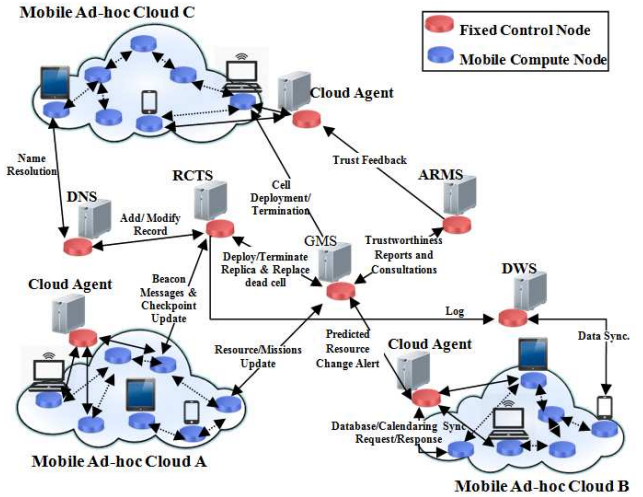 Mobile Ad-hoc Cloud C
Fixed Control Node
Mobile Compute Node
Cloud Agent
Name
Resolution
Trust Feedback
RCTS
ARMS
Cell
Deployment/
Termination
DNS
Add/ Modify
Record
GMS
Trustworthiness
Reports and
Consultations
Deploy/Terminate
Replica & Replace
dead cell
Cloud Agent
Beacon
Messages &
Checkpoint
Update
DWS
Log
Data Sync.
Resource/Missions
Update
Predicted
Resource
Change Alert
Cloud Agent
Database/Calendaring Sync
Request/Response
Mobile Ad-hoc Cloud A
Mobile Ad-hoc Cloud B